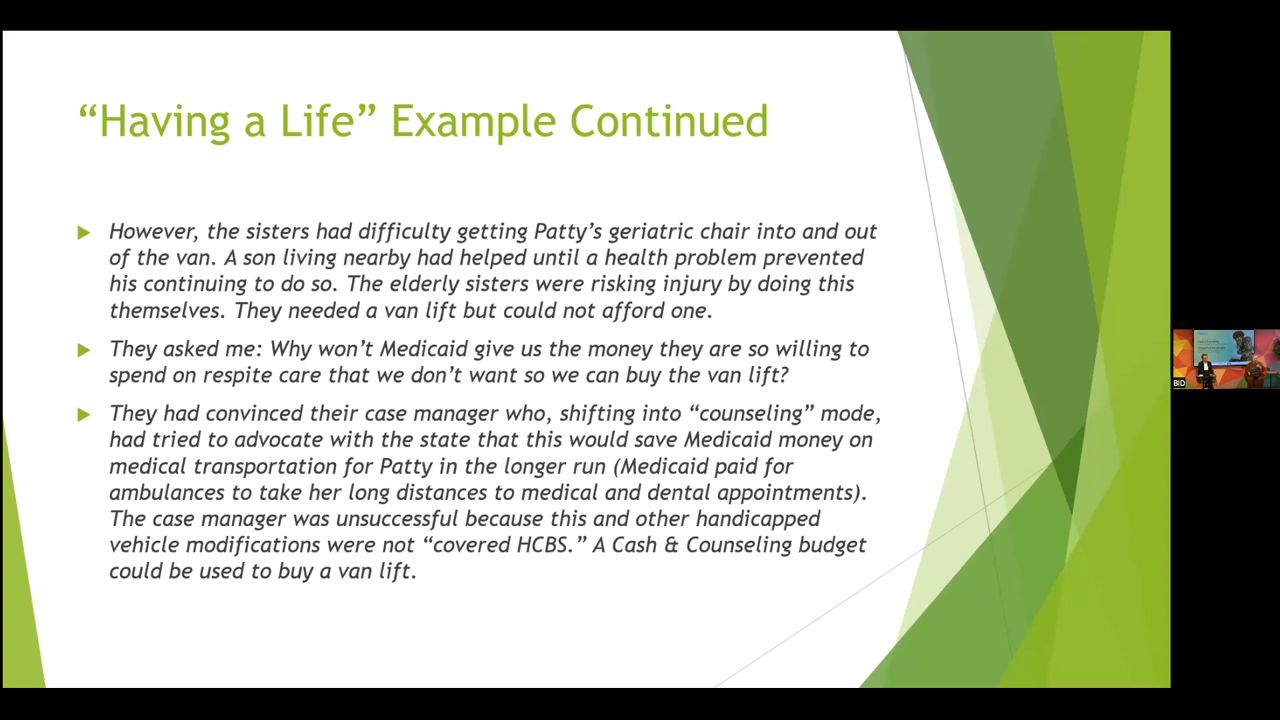 “Having a Life” Example Continued
However, the sisters had difficulty getting Patty’s geriatric chair into and out
of the van. A son living nearby had helped until a health problem prevented
his continuing to do so. The elderly sisters were risking injury by doing this
themselves. They needed a van lift but could not afford one.
They asked me: Why won’t Medicaid give us the money they are so willing to
spend on respite care that we don’t want so we can buy the van lift?
They had convinced their case manager who, shifting into “counseling” mode,
had tried to advocate with the state that this would save Medicaid money on
medical transportation for Patty in the longer run (Medicaid paid for
ambulances to take her long distances to medical and dental appointments).
The case manager was unsuccessful because this and other handicapped
vehicle modifications were not “covered HCBS.” A Cash & Counseling budget
could be used to buy a van lift.
BID